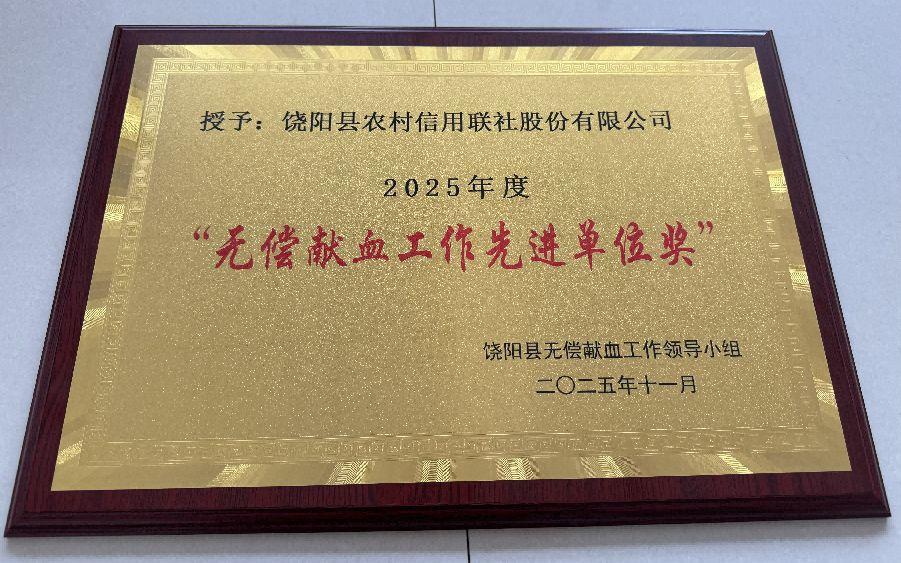 授予：饶阳县农村信用联社股份有限公司
2025年度
“无偿献血工作先进单位奖”
饶阳县无偿献血工作领导小组
二〇二五年十一月